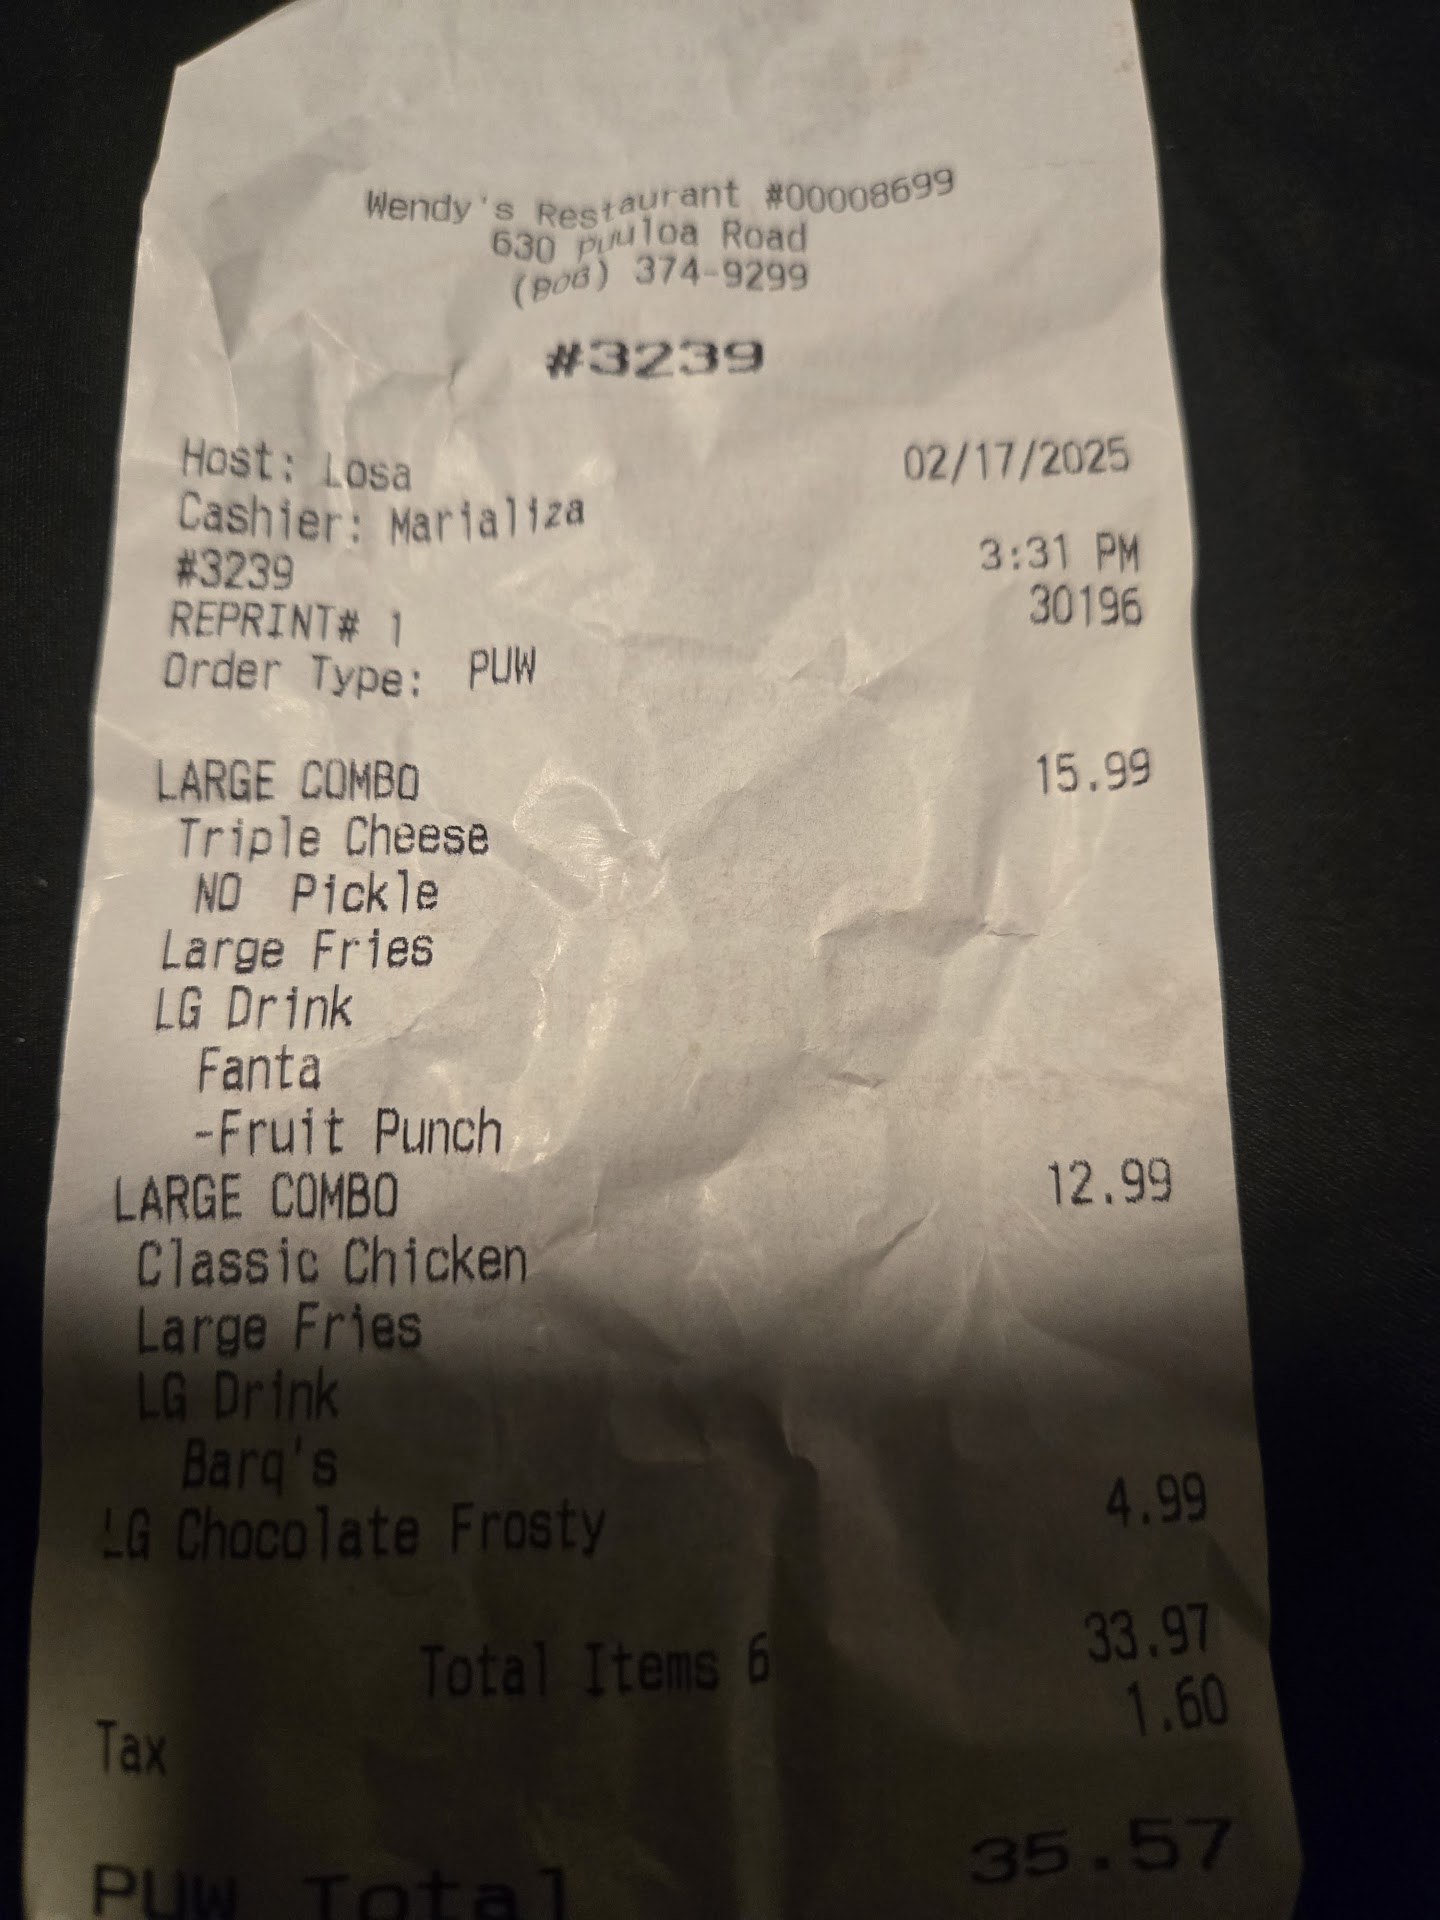 Wendy's Restaurant #00008699
630 puuloa Road
(808) 374-9299
#3239
Host: Losa 02/17/2025
Cashier: Marializa
#3239 3:31 PM
REPRINT# 1 30196
Order Type: PUW
LARGE COMBO 15.99
Triple Cheese
NO Pickle
Large Fries
LG Drink
Fanta
-Fruit Punch
LARGE COMBO 12.99
Classic Chicken
Large Fries
LG Drink
Barq's
LG Chocolate Frosty 4.99
Total Items 6 33.97
Tax 1.60
PUW Total 35.57